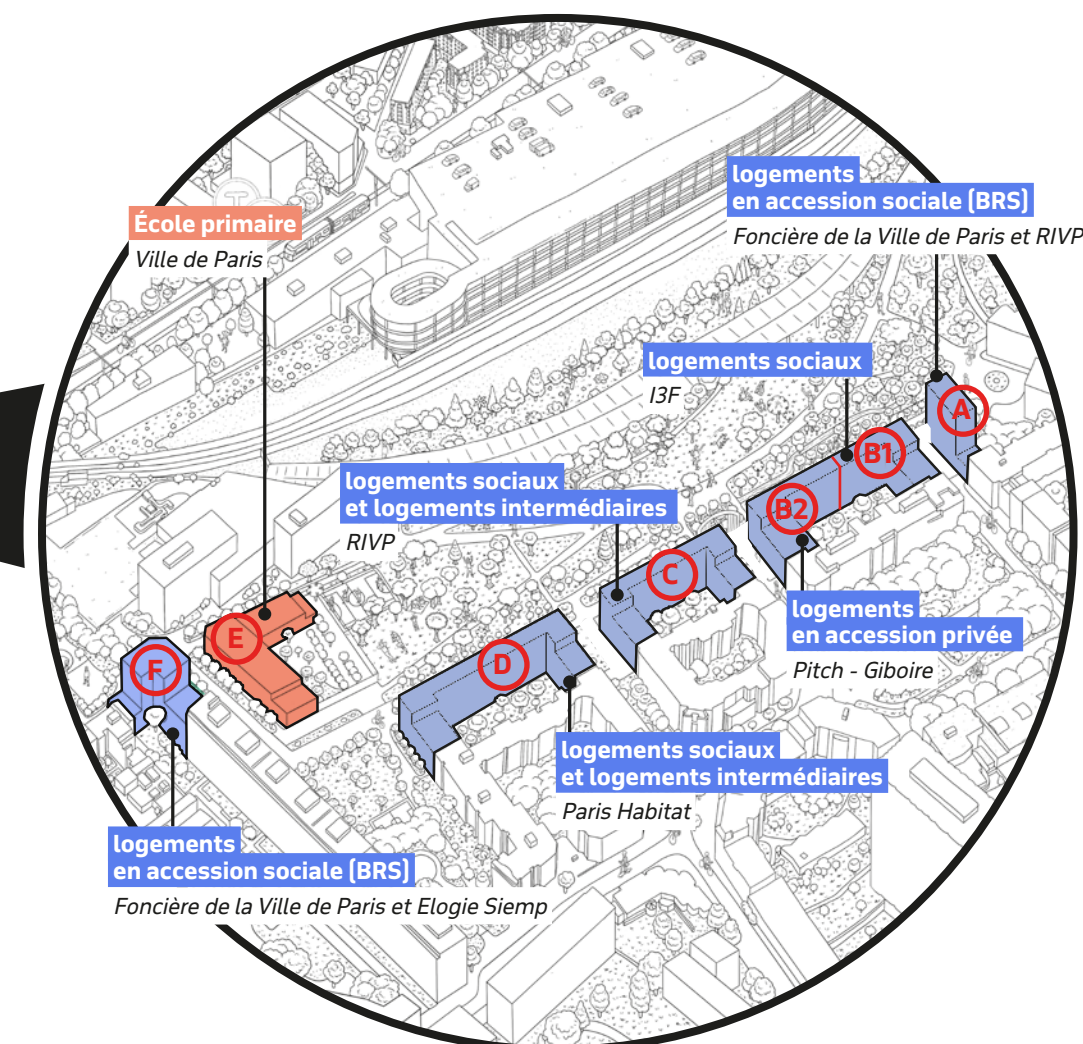 École primaire
Ville de Paris
logements
en accession sociale (BRS)
Foncière de la Ville de Paris et RIVP
logements sociaux
I3F
A
B1
B2
logements sociaux
et logements intermédiaires
RIVP
C
logements
en accession privée
Pitch - Giboire
E
F
D
logements sociaux
et logements intermédiaires
Paris Habitat
logements
en accession sociale (BRS)
Foncière de la Ville de Paris et Elogie Siemp